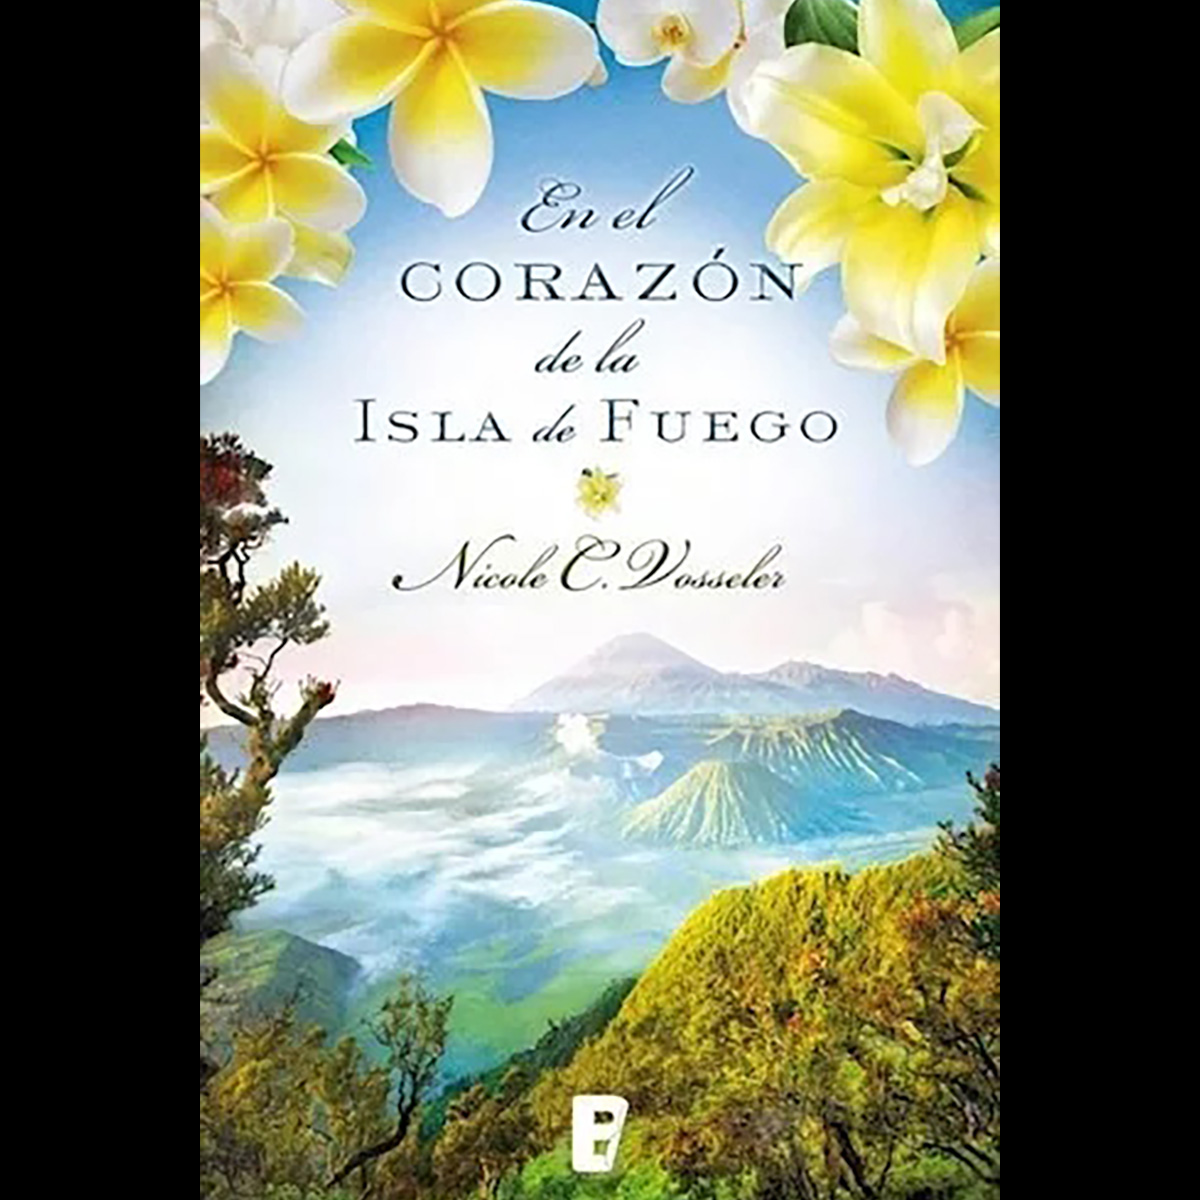 En el
CORAZÓN
de la
ISLA de FUEGO
Nicole C. Vosseler
B